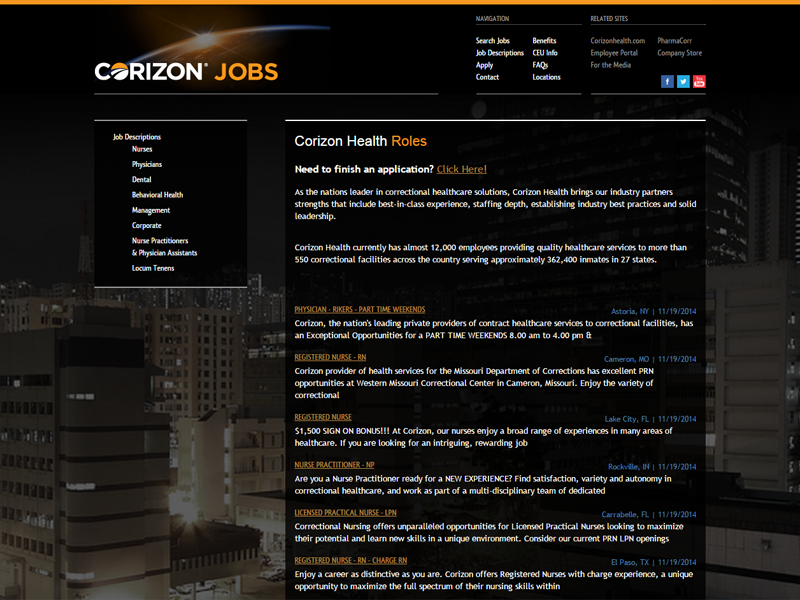 CORIZON® JOBS
NAVIGATION
Search Jobs
Job Descriptions
Apply
Contact
Benefits
CEU Info
FAQs
Locations
RELATED SITES
Corizonhealth.com
Employee Portal
For the Media
PharmaCorr
Company Store
Job Descriptions
Nurses
Physicians
Dental
Behavioral Health
Management
Corporate
Nurse Practitioners
& Physician Assistants
Locum Tenens
Corizon Health Roles
Need to finish an application? Click Here!
As the nations leader in correctional healthcare solutions, Corizon Health brings our industry partners
strengths that include best-in-class experience, staffing depth, establishing industry best practices and solid
leadership.
Corizon Health currently has almost 12,000 employees providing quality healthcare services to more than
550 correctional facilities across the country serving approximately 362,400 inmates in 27 states.
PHYSICIAN - RIKERS - PART TIME WEEKENDS Astoria, NY | 11/19/2014
Corizon, the nation's leading private providers of contract healthcare services to correctional facilities, has
an Exceptional Opportunities for a PART TIME WEEKENDS 8.00 am to 4.00 pm &
REGISTERED NURSE - RN Cameron, MO | 11/19/2014
Corizon provider of health services for the Missouri Department of Corrections has excellent PRN
opportunities at Western Missouri Correctional Center in Cameron, Missouri. Enjoy the variety of
correctional
REGISTERED NURSE Lake City, FL | 11/19/2014
$1,500 SIGN ON BONUS!!! At Corizon, our nurses enjoy a broad range of experiences in many areas of
healthcare. If you are looking for an intriguing, rewarding job
NURSE PRACTITIONER - NP Rockville, IN | 11/19/2014
Are you a Nurse Practitioner ready for a NEW EXPERIENCE? Find satisfaction, variety and autonomy in
correctional healthcare, and work as part of a multi-disciplinary team of dedicated
LICENSED PRACTICAL NURSE - LPN Carrabelle, FL | 11/19/2014
Correctional Nursing offers unparalleled opportunities for Licensed Practical Nurses looking to maximize
their potential and learn new skills in a unique environment. Consider our current PRN LPN openings
REGISTERED NURSE - RN - CHARGE RN El Paso, TX | 11/19/2014
Enjoy a career as distinctive as you are. Corizon offers Registered Nurses with charge experience, a unique
opportunity to maximize the full spectrum of their nursing skills within